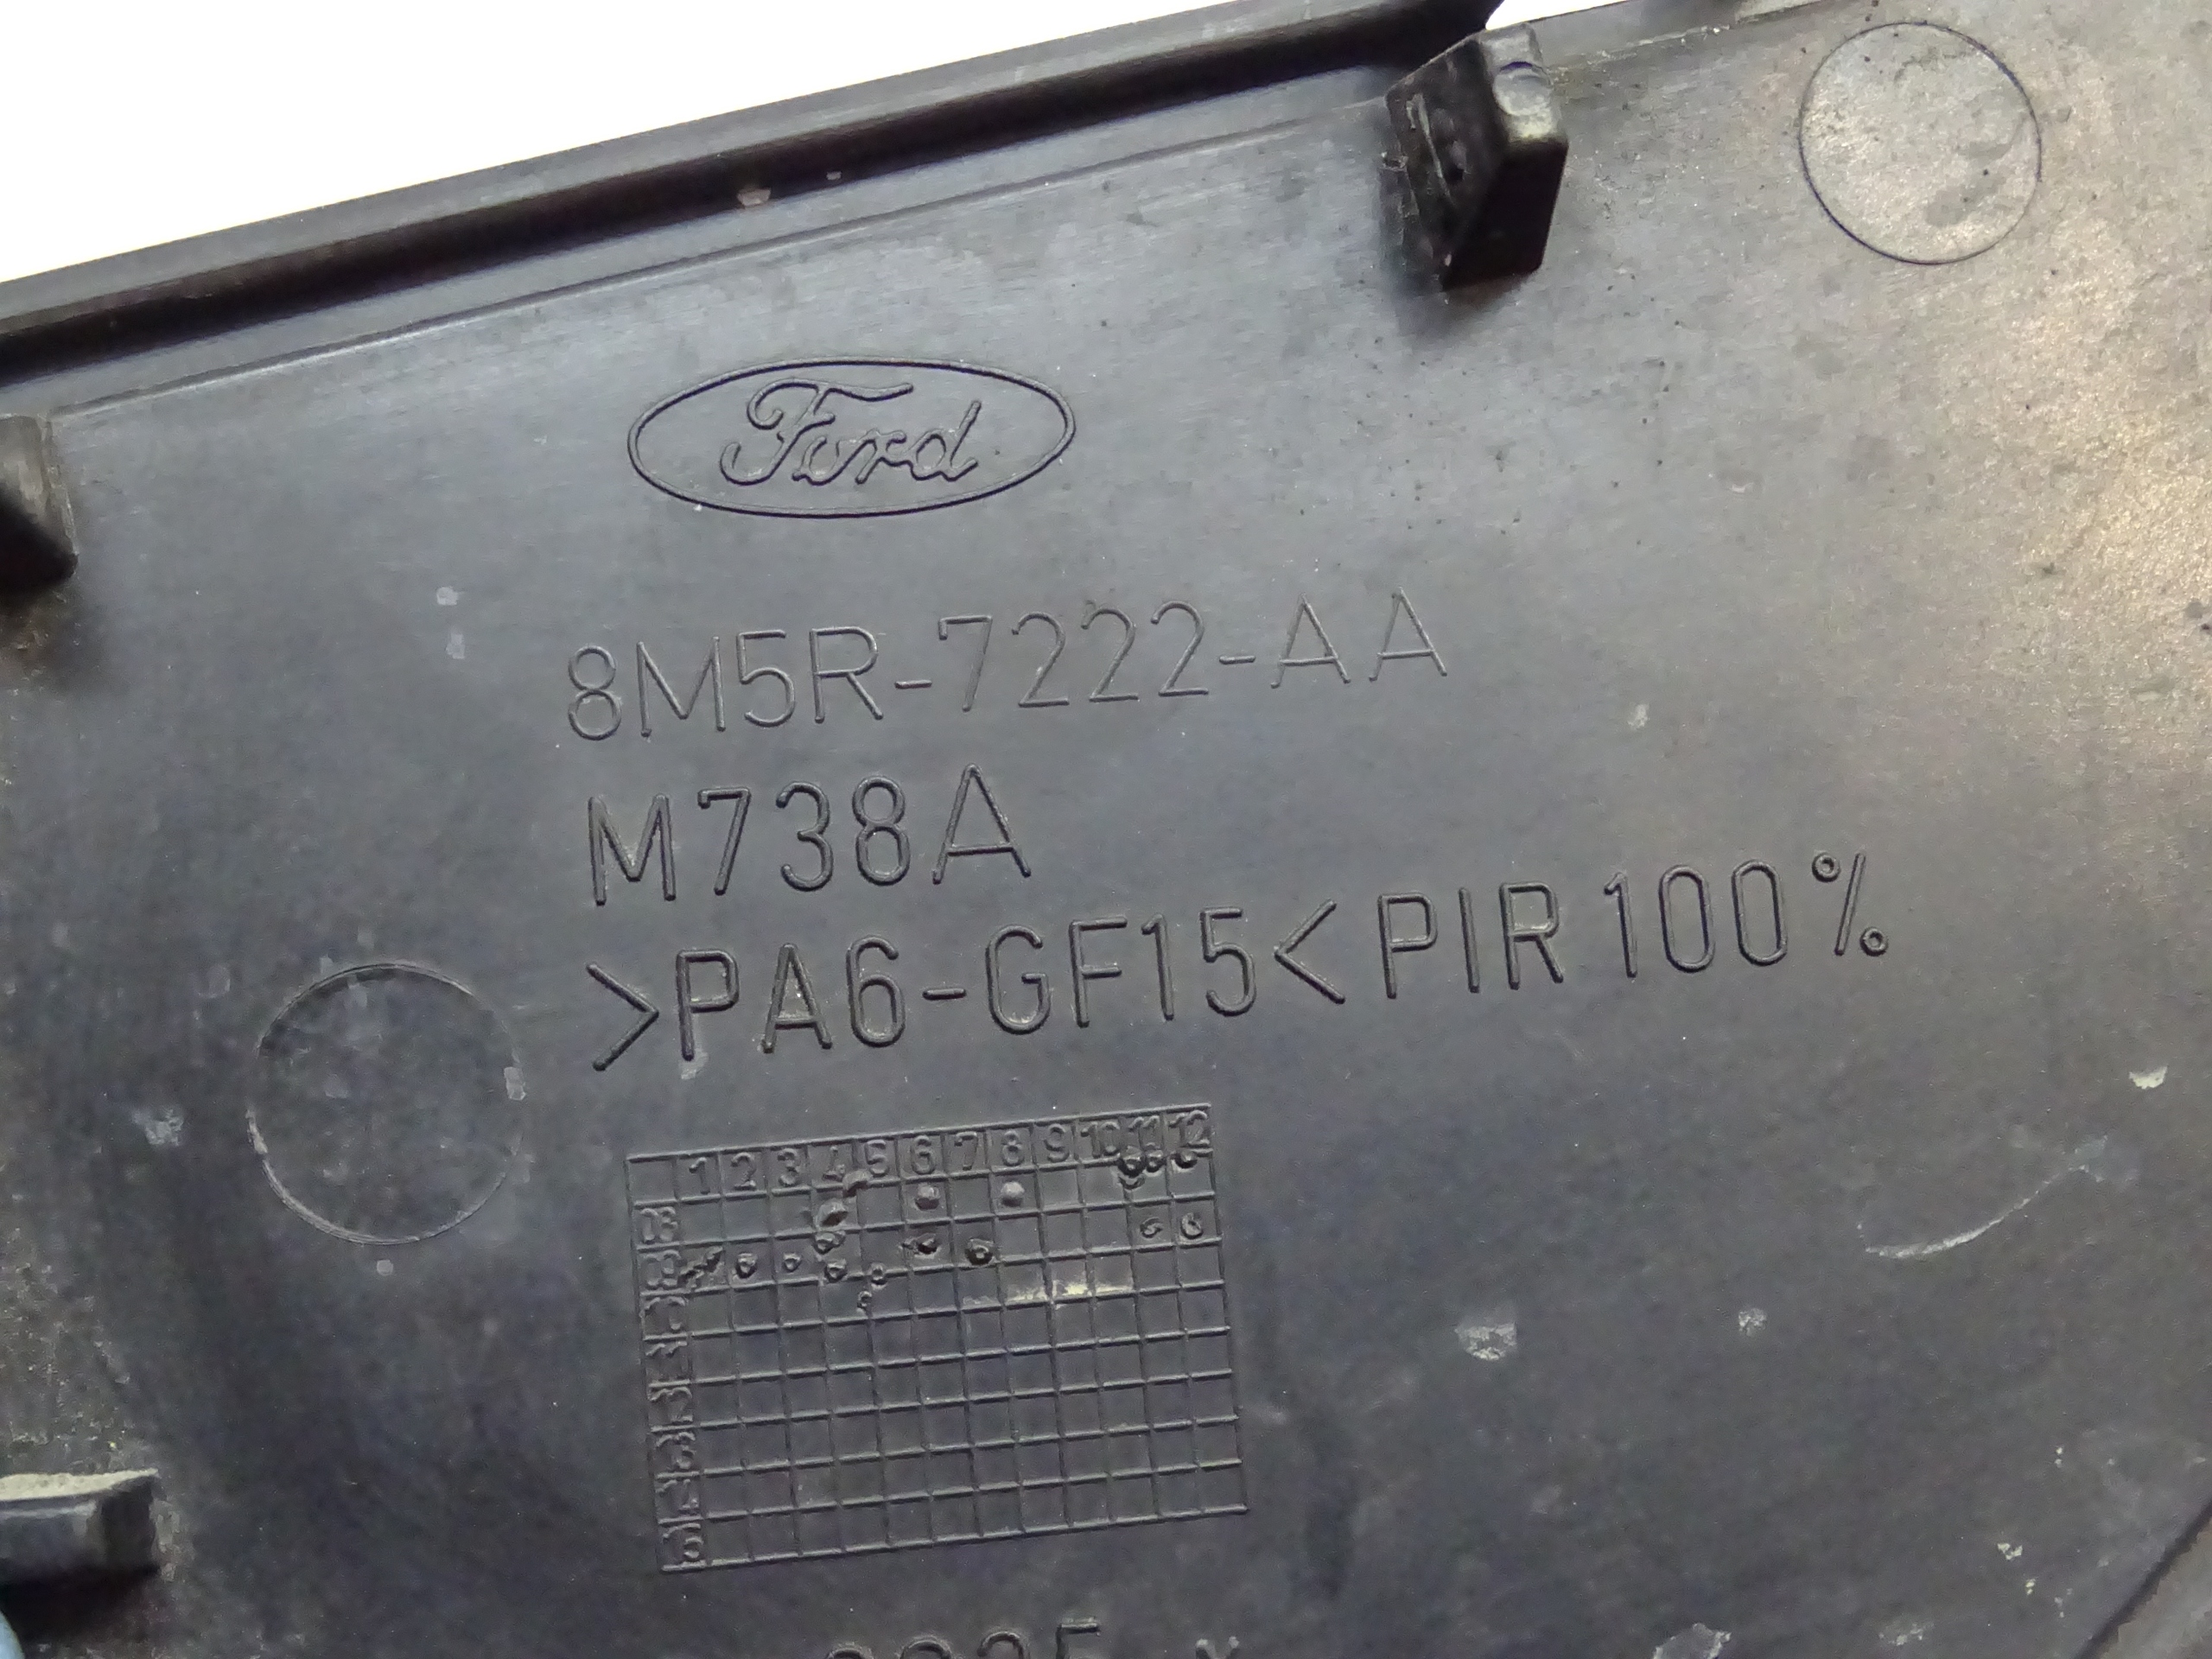 Ford
8M5R-7222-AA
M738A
>PA6-GF15< PIR 100%
1 2 3 4 5 6 7 8 9 10 11 12